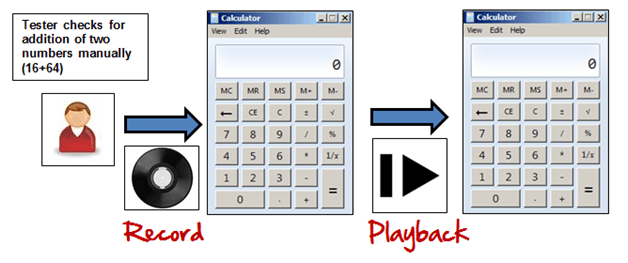 Tester checks for
addition of two
numbers manually
(16+64)
Calculator
View Edit Help
0
MC MR MS M+ M-
← CE C ± √
7 8 9 / %
4 5 6 * 1/x
1 2 3 - =
0 . +
Record
Calculator
View Edit Help
0
MC MR MS M+ M-
← CE C ± √
7 8 9 / %
4 5 6 * 1/x
1 2 3 - =
0 . +
Playback